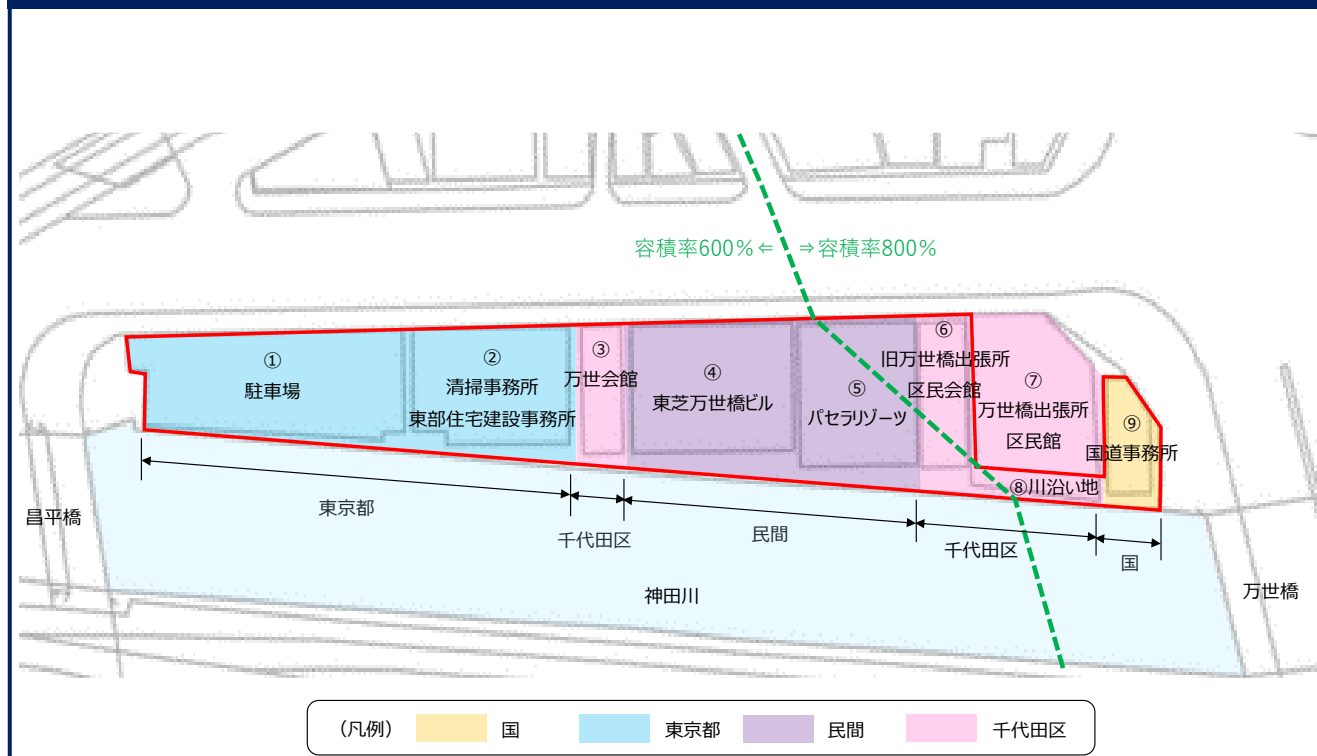 容積率600%⇐
⇒容積率800%
①
駐車場
②
清掃事務所
東部住宅建設事務所
③
万世会館
④
東芝万世橋ビル
⑤
パセラリゾーツ
⑥
旧万世橋出張所
区民会館
⑦
万世橋出張所
区民館
⑧川沿い地
⑨
国道事務所
昌平橋
東京都
千代田区
民間
千代田区
国
神田川
万世橋
(凡例)
国
東京都
民間
千代田区